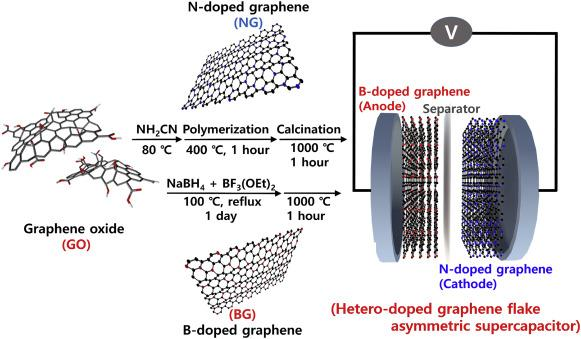 N-doped graphene
(NG)
V
B-doped graphene
(Anode)
Separator
NH₂CN
Polymerization
Calcination
80 ℃
400 ℃, 1 hour
1000 ℃
1 hour
NaBH₄ + BF₃(OEt)₂
100 ℃, reflux
1 day
1000 ℃
1 hour
Graphene oxide
(GO)
(BG)
B-doped graphene
N-doped graphene
(Cathode)
(Hetero-doped graphene flake
asymmetric supercapacitor)